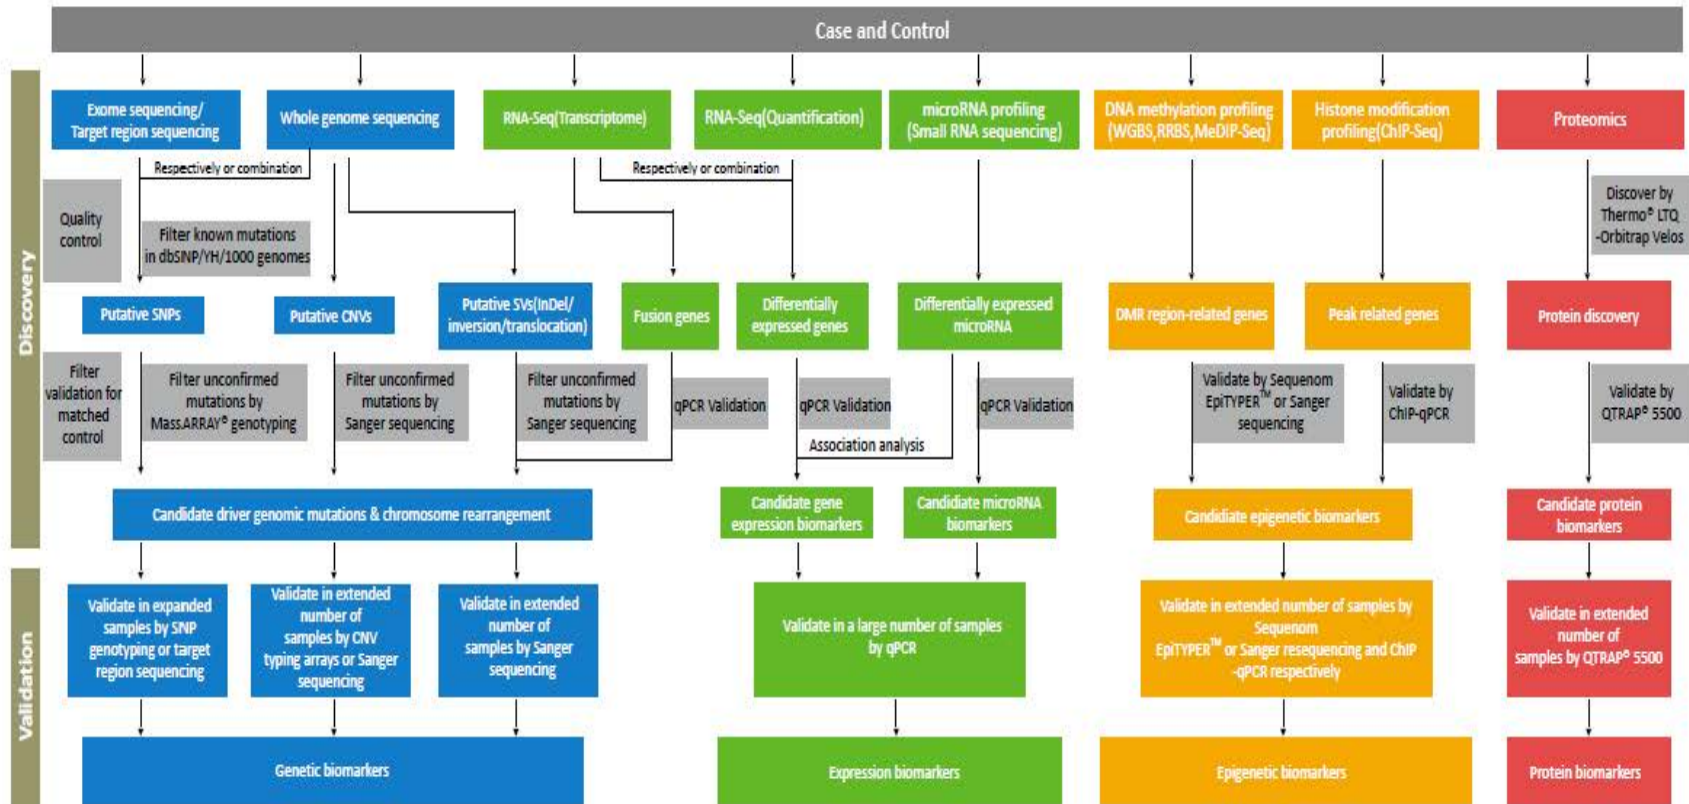 Case and Control
Discovery
Exome sequencing/
Target region sequencing
Whole genome sequencing
RNA-Seq(Transcriptome)
RNA-Seq(Quantification)
microRNA profiling
(Small RNA sequencing)
DNA methylation profiling
(WGBS,RRBS,MeDIP-Seq)
Histone modification
profiling(ChIP-Seq)
Proteomics
Respectively or combination
Respectively or combination
Quality
control
Filter known mutations
in dbSINP/YH/1000 genomes
Discover by
Thermo® LTQ
-Orbitrap Velos
Putative SNPs
Putative CNVs
Putative SVs(InDel/
inversion/translocation)
Fusion genes
Differentially
expressed genes
Differentially expressed
microRNA
DMR region-related genes
Peak related genes
Protein discovery
Filter
validation for
matched
control
Filter unconfirmed
mutations by
Mass.ARRAY® genotyping
Filter unconfirmed
mutations by
Sanger sequencing
Filter unconfirmed
mutations by
Sanger sequencing
qPCR Validation
qPCR Validation
qPCR Validation
Validate by Sequenom
EpiTYPER™ or Sanger
sequencing
Validate by
ChIP-qPCR
Validate by
QTRAP® 5500
Association analysis
Candidate driver genomic mutations & chromosome rearrangement
Candidate gene
expression biomarkers
Candidiate microRNA
biomarkers
Candidiate epigenetic biomarkers
Candidate protein
biomarkers
Validation
Validate in expanded
samples by SINP
genotyping or target
region sequencing
Validate in extended
number of
samples by CNV
typing arrays or Sanger
sequencing
Validate in extended
number of
samples by Sanger
sequencing
Validate in a large number of samples
by qPCR
Validate in extended number of samples by
Sequenom
EpiTYPER™ or Sanger resequencing and ChIP
-qPCR respectively
Validate in extended
number of
samples by QTRAP® 5500
Genetic biomarkers
Expression biomarkers
Epigenetic biomarkers
Protein biomarkers